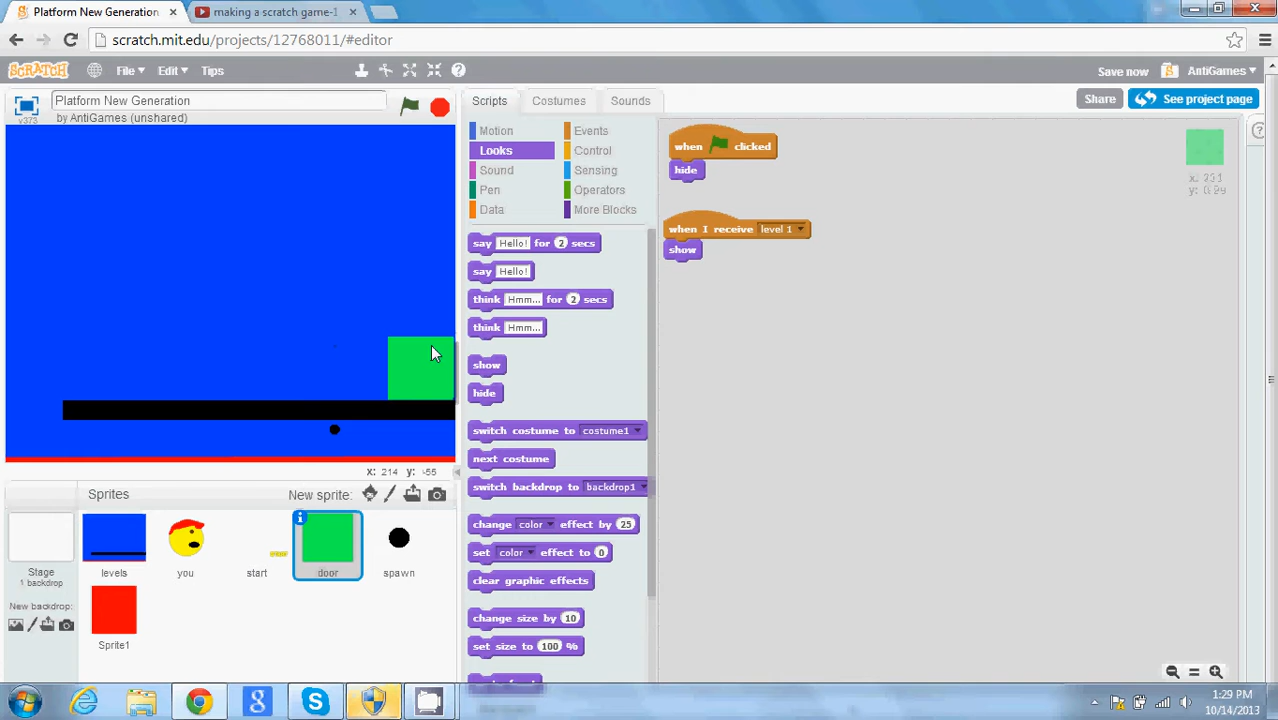 Platform New Generation
making a scratch game-1
scratch.mit.edu/projects/12768011/#editor
SCRATCH
File
Edit
Tips
Save now
AntiGames
v373
Platform New Generation
by AntiGames (unshared)
Scripts
Costumes
Sounds
Share
See project page
Motion
Events
Looks
Control
Sound
Sensing
Pen
Operators
Data
More Blocks
say Hello! for 2 secs
say Hello!
think Hmm... for 2 secs
think Hmm...
show
hide
switch costume to costume1
next costume
switch backdrop to backdrop1
change color effect by 25
set color effect to 0
clear graphic effects
change size by 10
set size to 100 %
when clicked
hide
when I receive level 1
show
x: 231
x: 214 y: -55
Sprites
New sprite:
Stage
1 backdrop
New backdrop:
levels
you
start
door
spawn
Sprite1
1:29 PM
10/14/2013